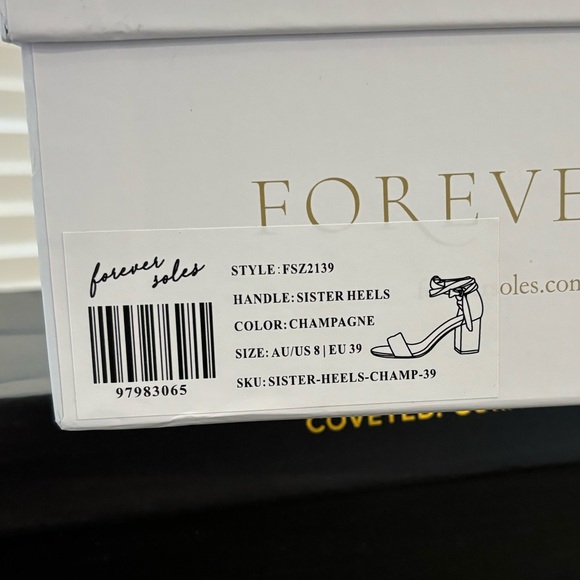 FOREVE
oles.com
forever
soles
STYLE: FSZ2139
HANDLE: SISTER HEELS
COLOR: CHAMPAGNE
SIZE: AU/US 8 | EU 39
SKU: SISTER-HEELS-CHAMP-39
97983065
COVETED.